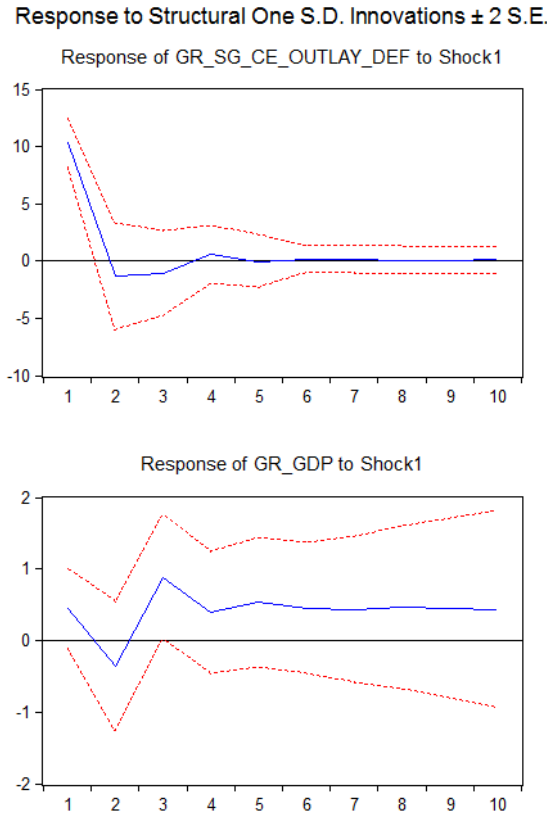 Response to Structural One S.D. Innovations ± 2 S.E.
Response of GR_SG_CE_OUTLAY_DEF to Shock1
15
10
5
0
-5
-10
1 2 3 4 5 6 7 8 9 10
Response of GR_GDP to Shock1
2
1
0
-1
-2
1 2 3 4 5 6 7 8 9 10